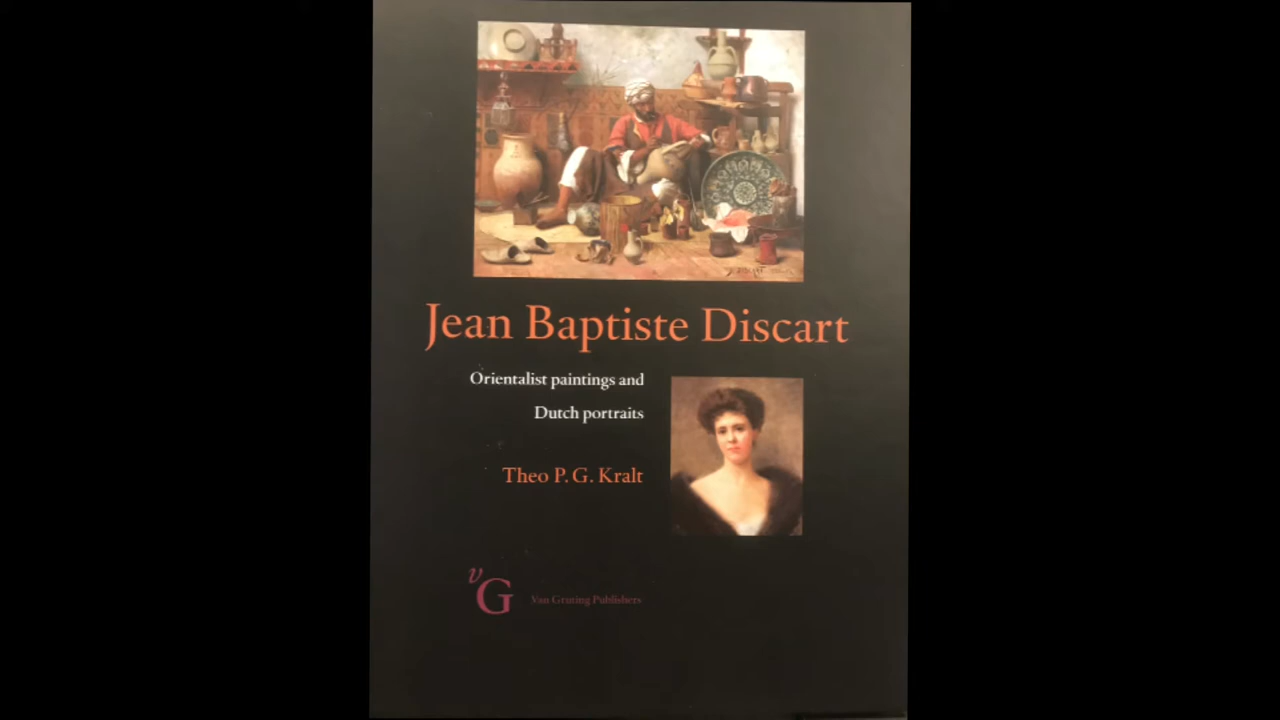 Jean Baptiste Discart
Orientalist paintings and
Dutch portraits
Theo P. G. Kralt
vG
Van Gruting Publishers